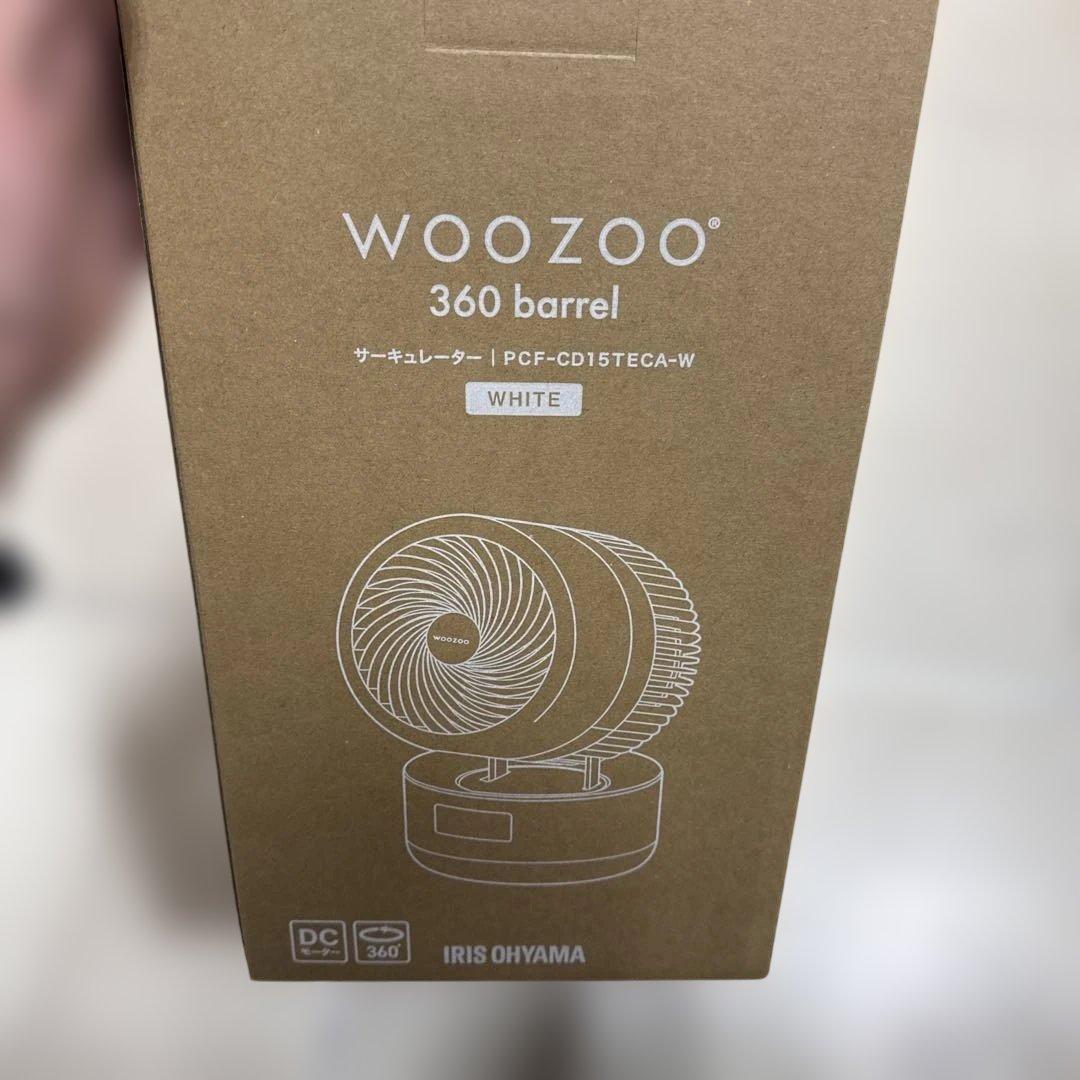 WOOZOO®
360 barrel
サーキュレーター | PCF-CD15TECA-W
WHITE
WOOZOO
DC
モーター
360°
IRIS OHYAMA